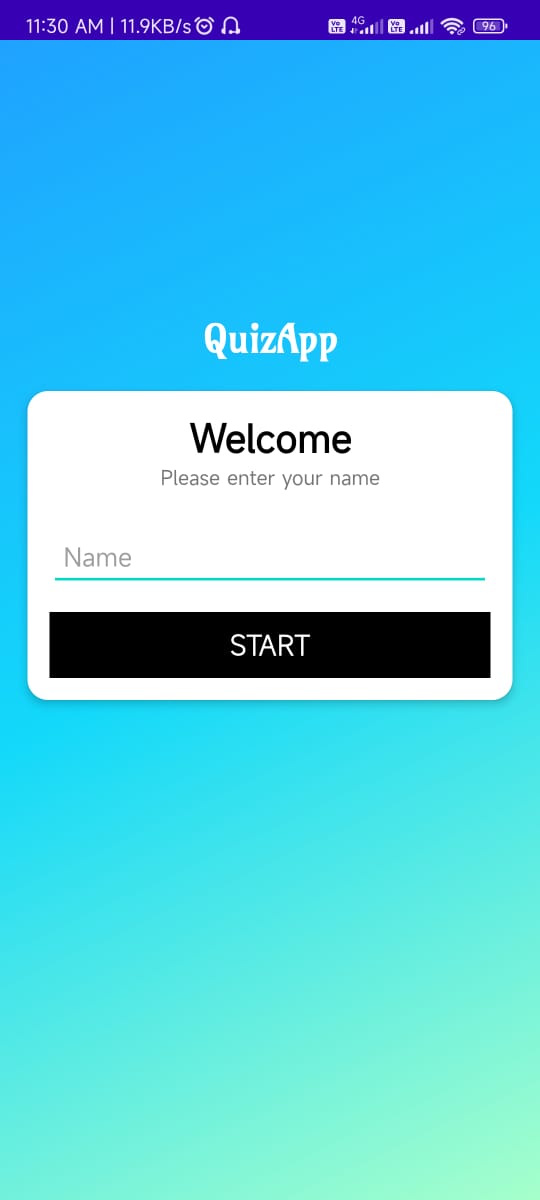 11:30 AM | 11.9KB/s Vo LTE 4G Vo LTE 96
QuizApp
Welcome
Please enter your name
Name
START